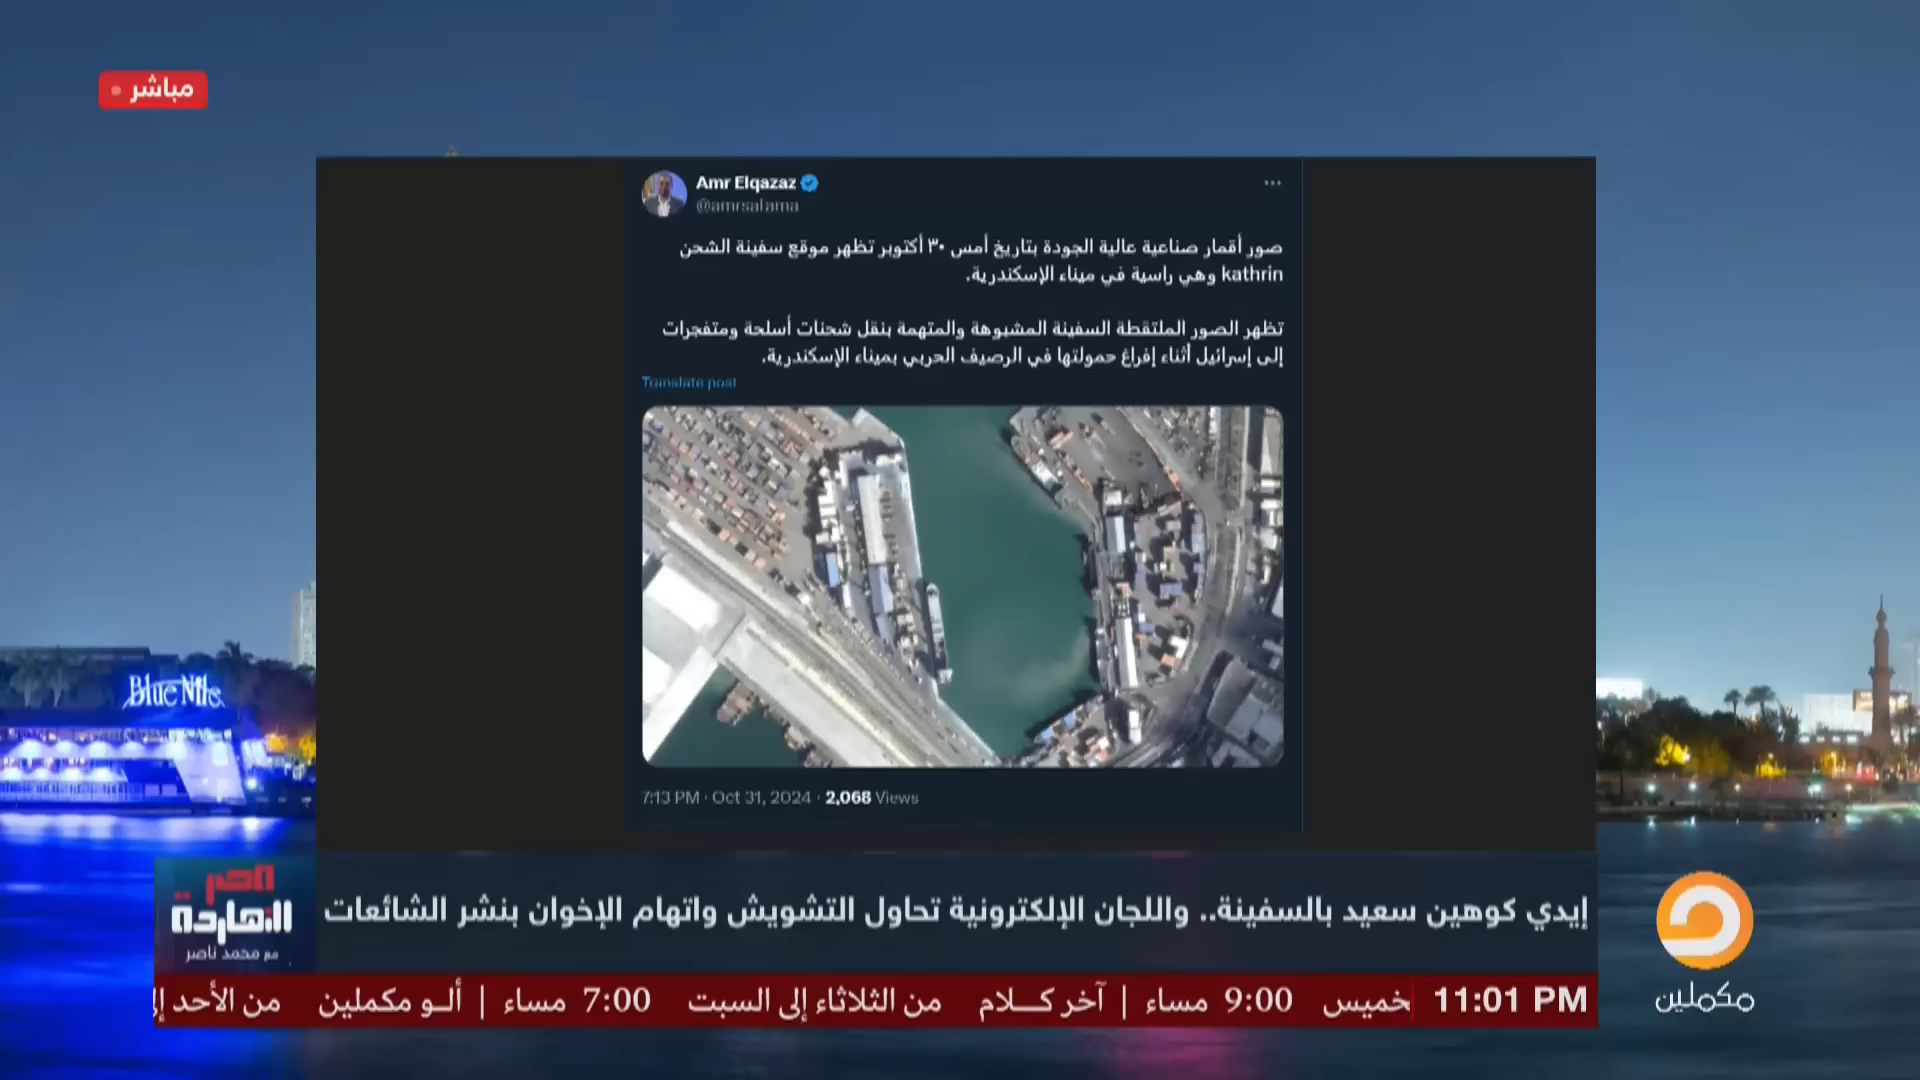 مباشر
Amr Elqazaz
@amrsalama
صور أقمار صناعية عالية الجودة بتاريخ أمس ٣٠ أكتوبر تظهر موقع سفينة الشحن
kathrin وهي راسية في ميناء الإسكندرية.
تظهر الصور الملتقطة السفينة المشبوهة والمتهمة بنقل شحنات أسلحة ومتفجرات
إلى إسرائيل أثناء إفراغ حمولتها في الرصيف الحربي بميناء الإسكندرية.
Translate post
7:13 PM · Oct 31, 2024 · 2,068 Views
Blue Nile
إيدي كوهين سعيد بالسفينة.. واللجان الإلكترونية تحاول التشويش واتهام الإخوان بنشر الشائعات
مصر
النهاردة
مع محمد ناصر
11:01 PM
خميس 9:00 مساء | آخر كـــلام من الثلاثاء إلى السبت 7:00 مساء | ألــو مكملين من الأحد إلى
مكملين